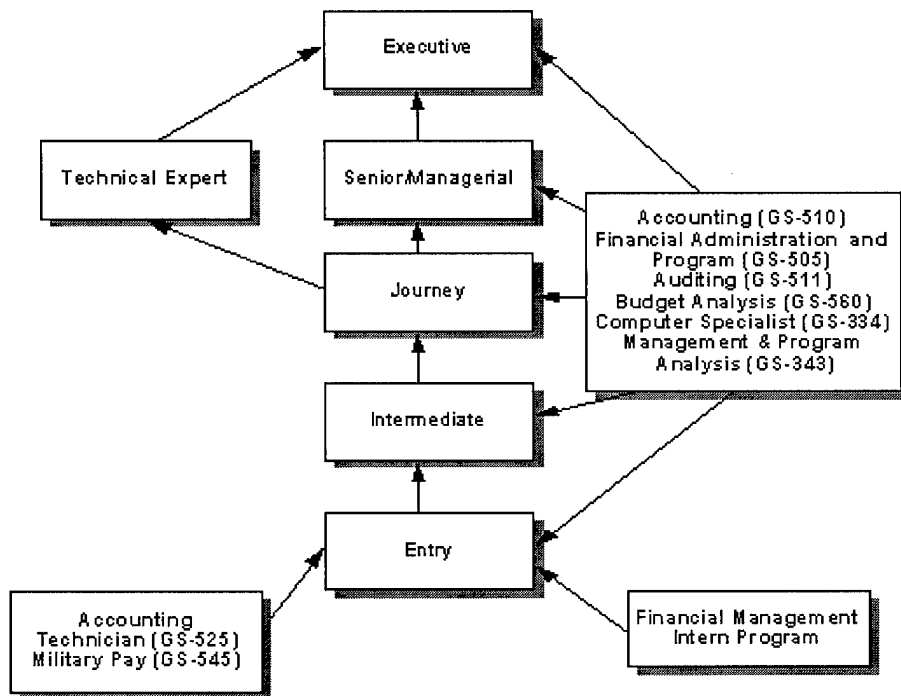 Executive
Technical Expert
Senior/Managerial
Accounting (GS-510)
Financial Administration and
Program (GS-505)
Auditing (GS-511)
Budget Analysis (GS-560)
Computer Specialist (GS-334)
Management & Program
Analysis (GS-343)
Journey
Intermediate
Entry
Accounting
Technician (GS-525)
Military Pay (GS-545)
Financial Management
Intern Program